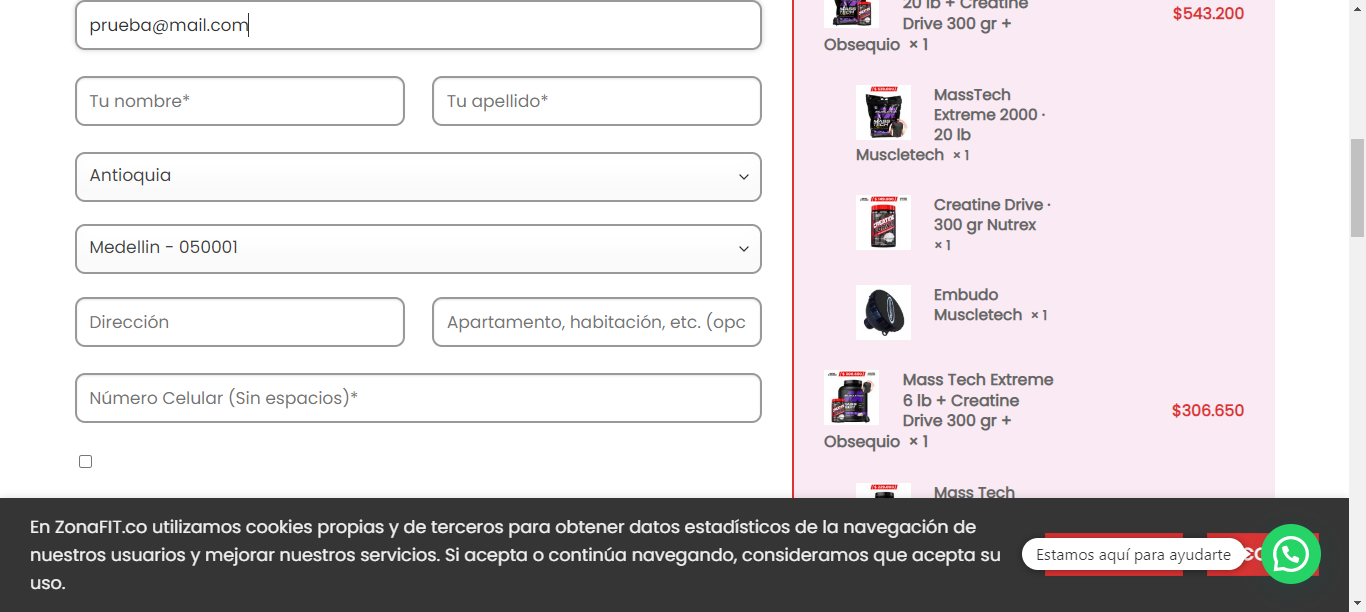 prueba@mail.com
Tu nombre*
Tu apellido*
Antioquia
Medellin - 050001
Dirección
Apartamento, habitación, etc. (opc
Número Celular (Sin espacios)*
20 lb + Creatine
Drive 300 gr +
Obsequio × 1
$543.200
MassTech
Extreme 2000 ·
20 lb
Muscletech × 1
Creatine Drive ·
300 gr Nutrex
× 1
Embudo
Muscletech × 1
Mass Tech Extreme
6 lb + Creatine
Drive 300 gr +
Obsequio × 1
$306.650
Mass Tech
En ZonaFIT.co utilizamos cookies propias y de terceros para obtener datos estadísticos de la navegación de
nuestros usuarios y mejorar nuestros servicios. Si acepta o continúa navegando, consideramos que acepta su
uso.
Estamos aquí para ayudarte